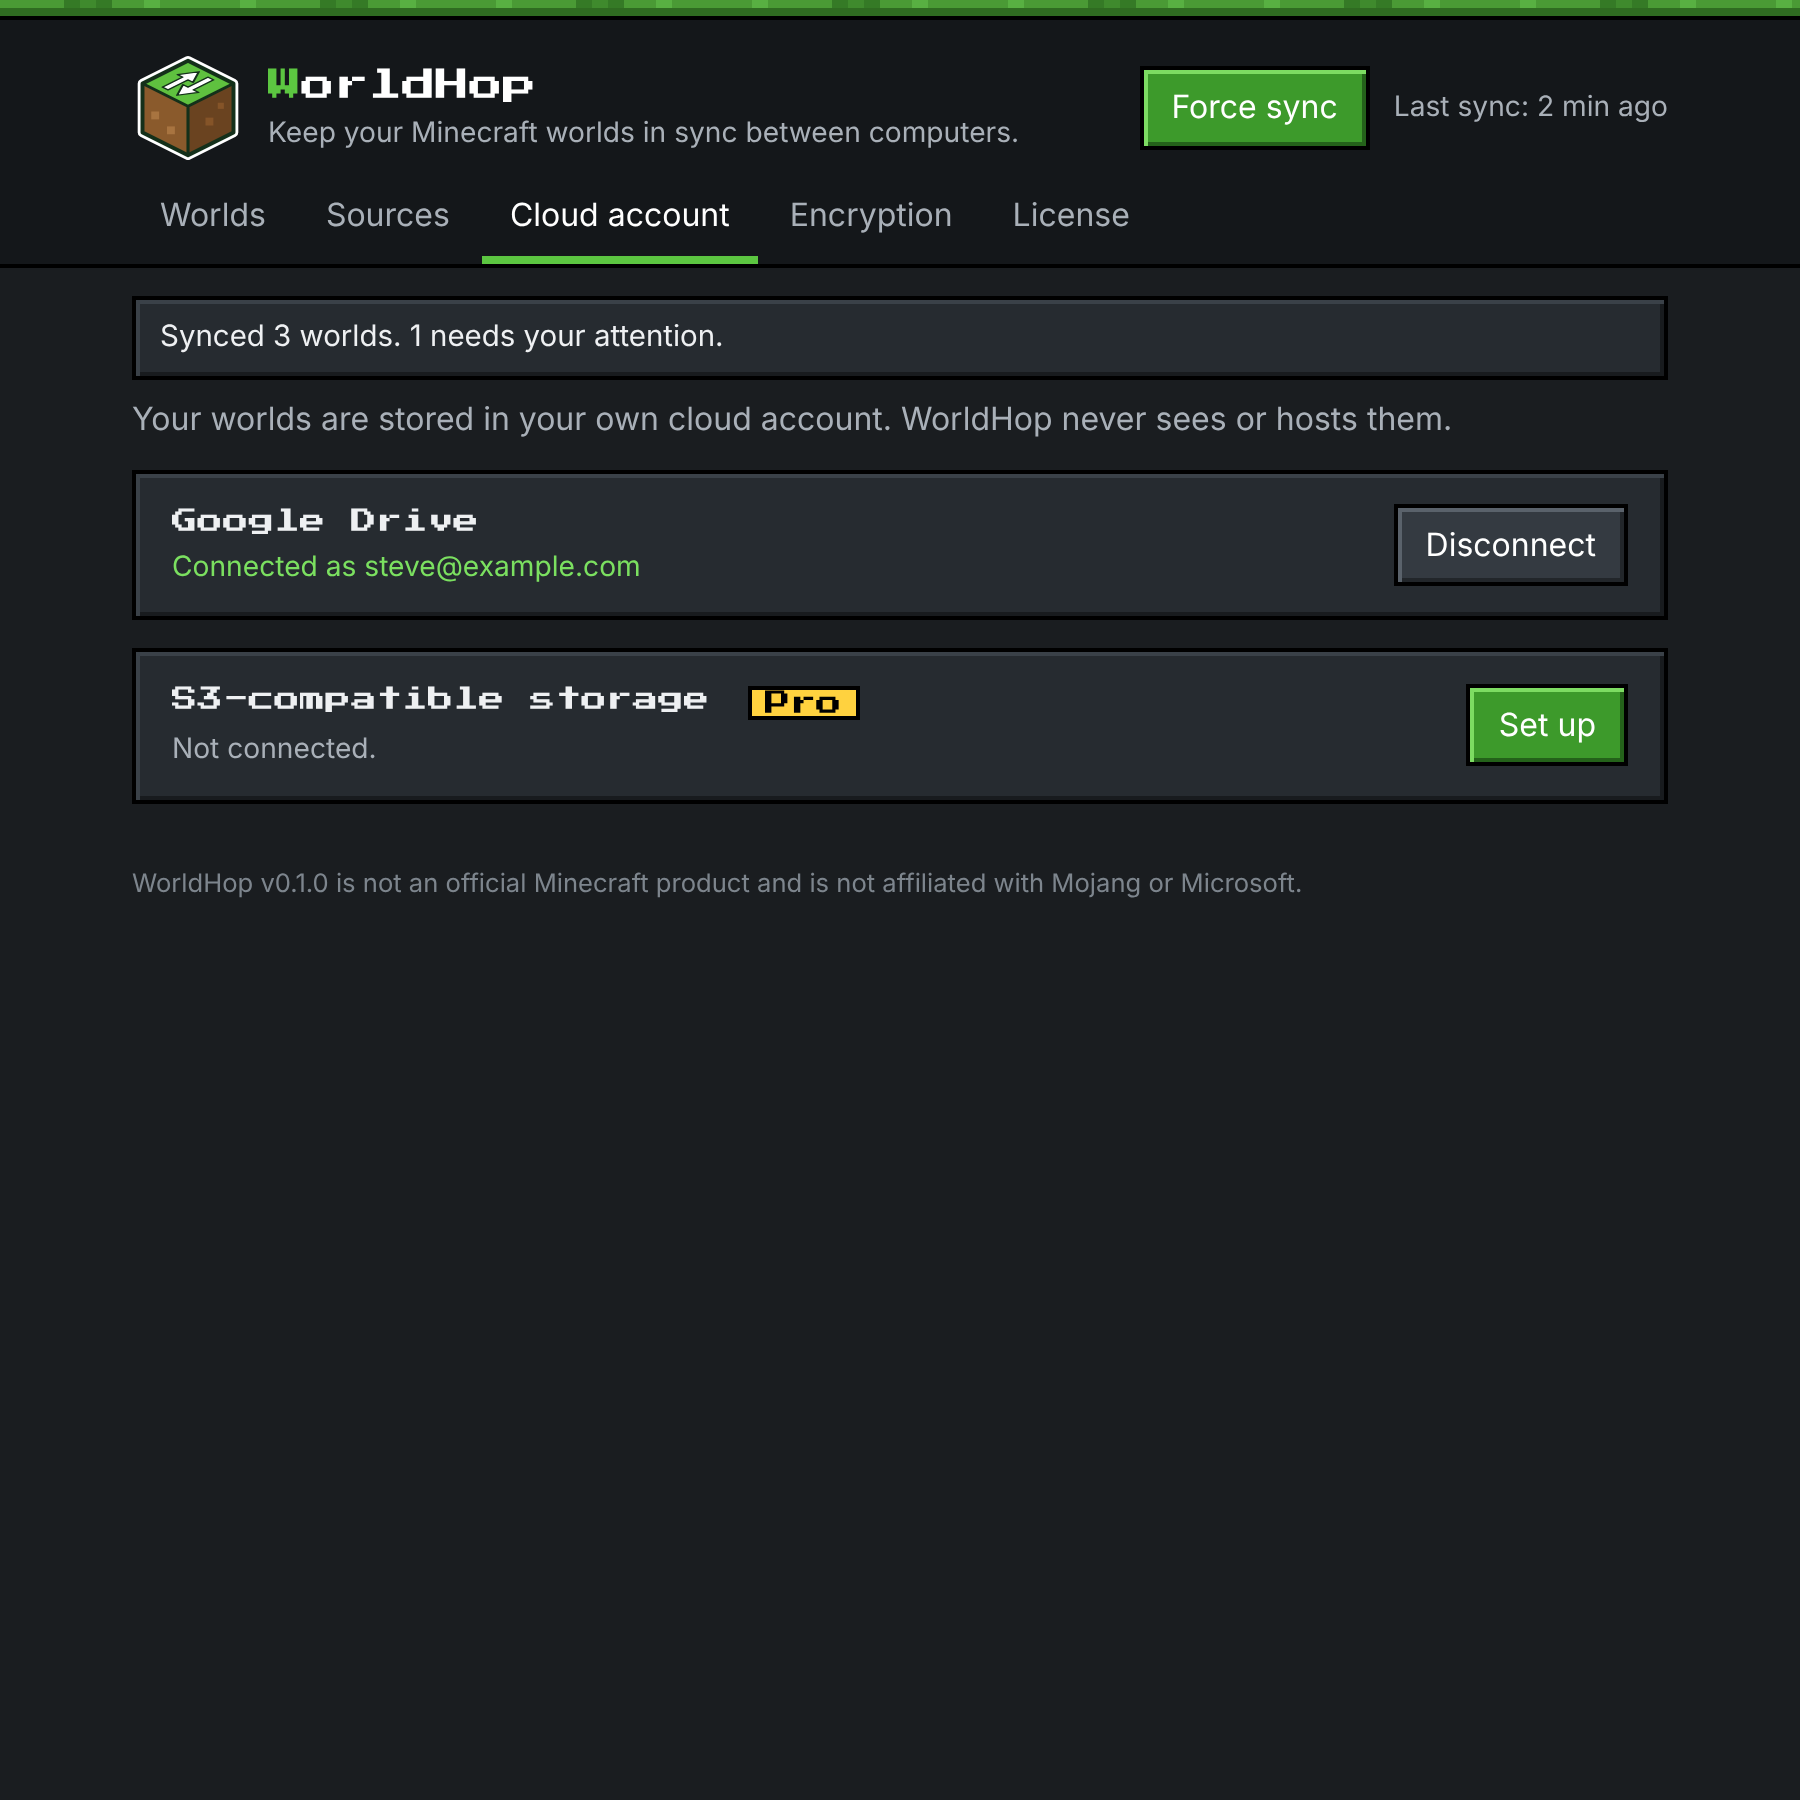 WorldHop
Keep your Minecraft worlds in sync between computers.
Force sync
Last sync: 2 min ago
Worlds
Sources
Cloud account
Encryption
License
Synced 3 worlds. 1 needs your attention.
Your worlds are stored in your own cloud account. WorldHop never sees or hosts them.
Google Drive
Connected as steve@example.com
Disconnect
S3-compatible storage
Pro
Not connected.
Set up
WorldHop v0.1.0 is not an official Minecraft product and is not affiliated with Mojang or Microsoft.